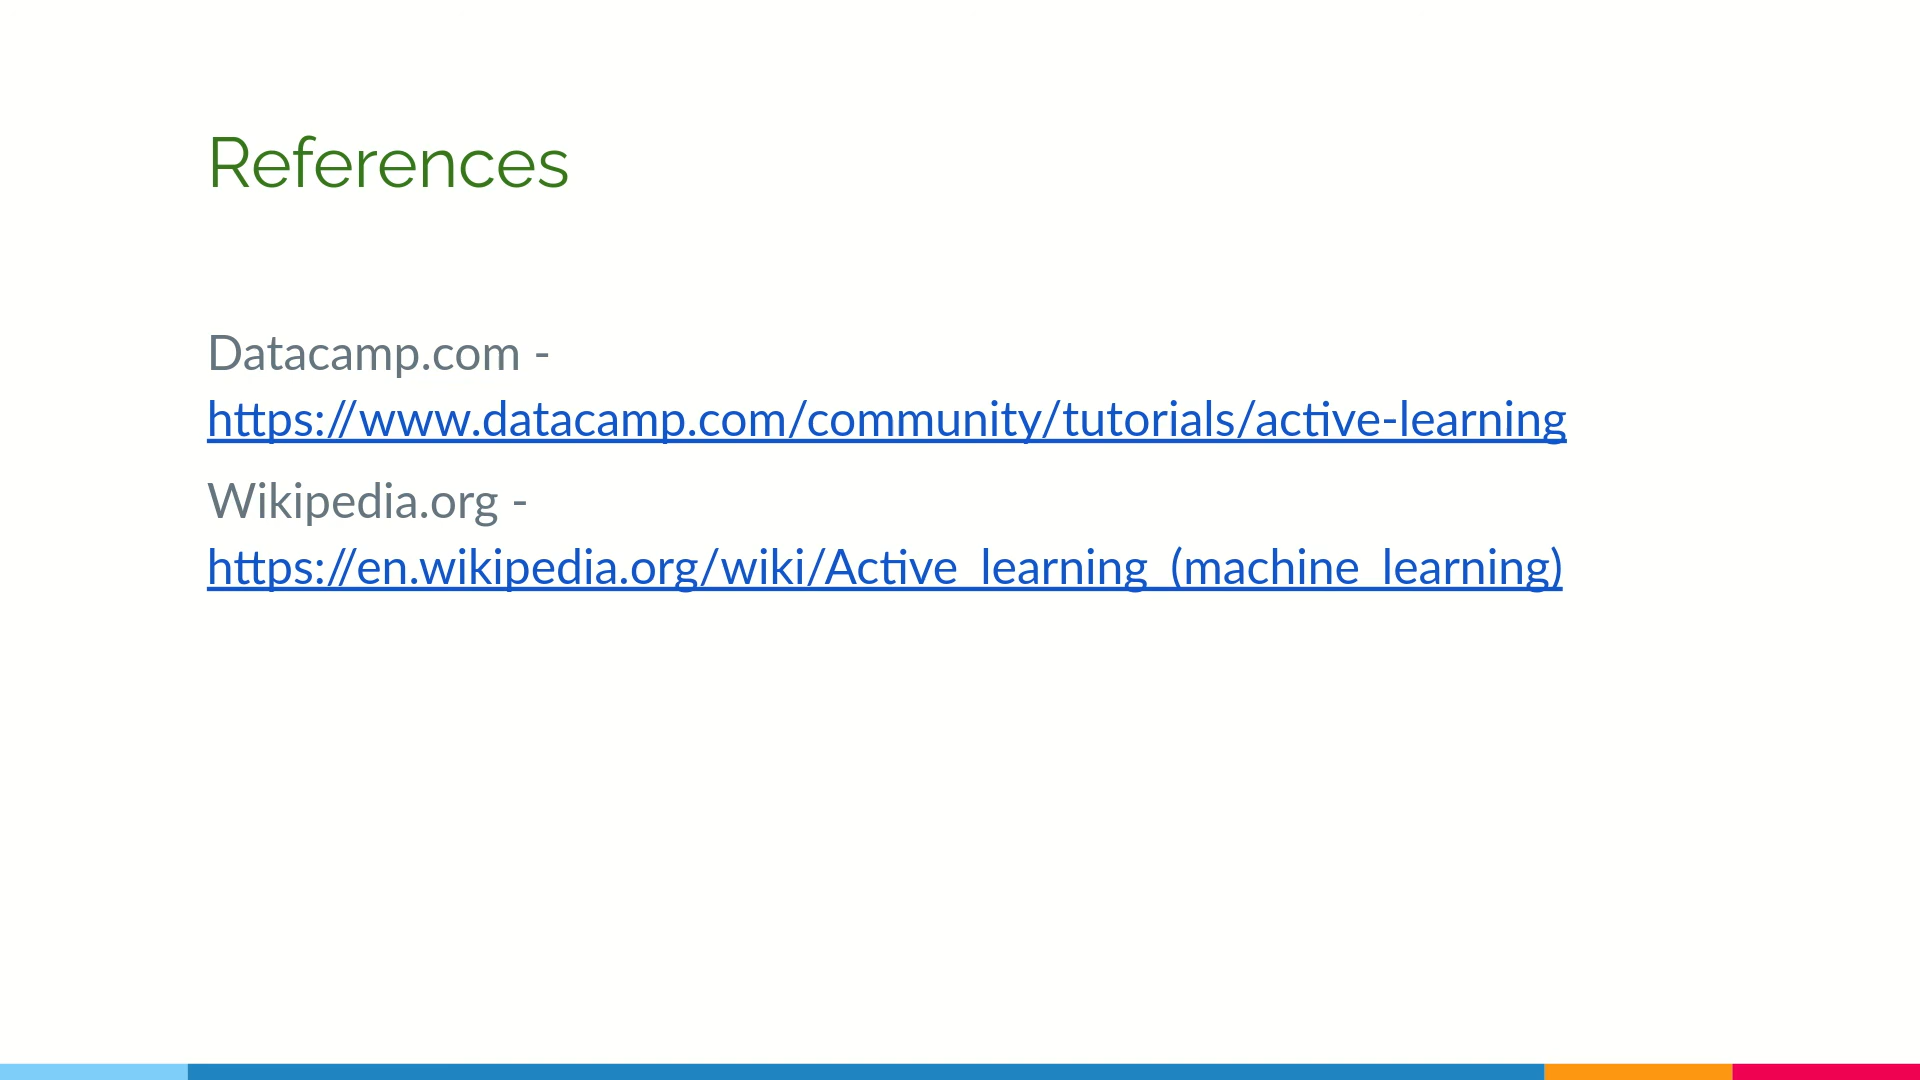 References
Datacamp.com -
https://www.datacamp.com/community/tutorials/active-learning
Wikipedia.org -
https://en.wikipedia.org/wiki/Active_learning_(machine_learning)